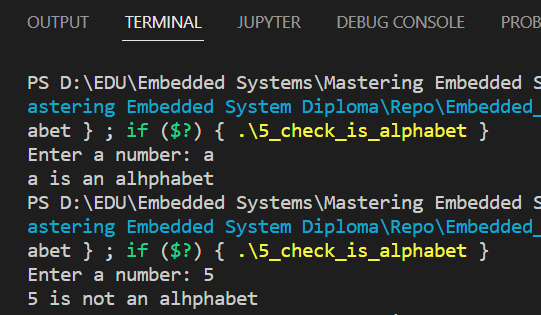 OUTPUT TERMINAL JUPYTER DEBUG CONSOLE PROB
PS D:\EDU\Embedded Systems\Mastering Embedded S
astering Embedded System Diploma\Repo\Embedded_
abet } ; if ($?) { .\5_check_is_alphabet }
Enter a number: a
a is an alhphabet
PS D:\EDU\Embedded Systems\Mastering Embedded S
astering Embedded System Diploma\Repo\Embedded_
abet } ; if ($?) { .\5_check_is_alphabet }
Enter a number: 5
5 is not an alhphabet